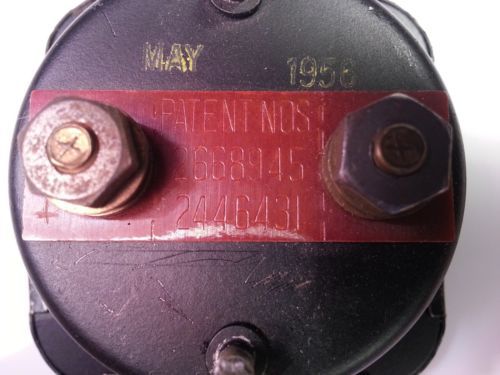 MAY 1956
PATENT NOS
2668945
2446431
+